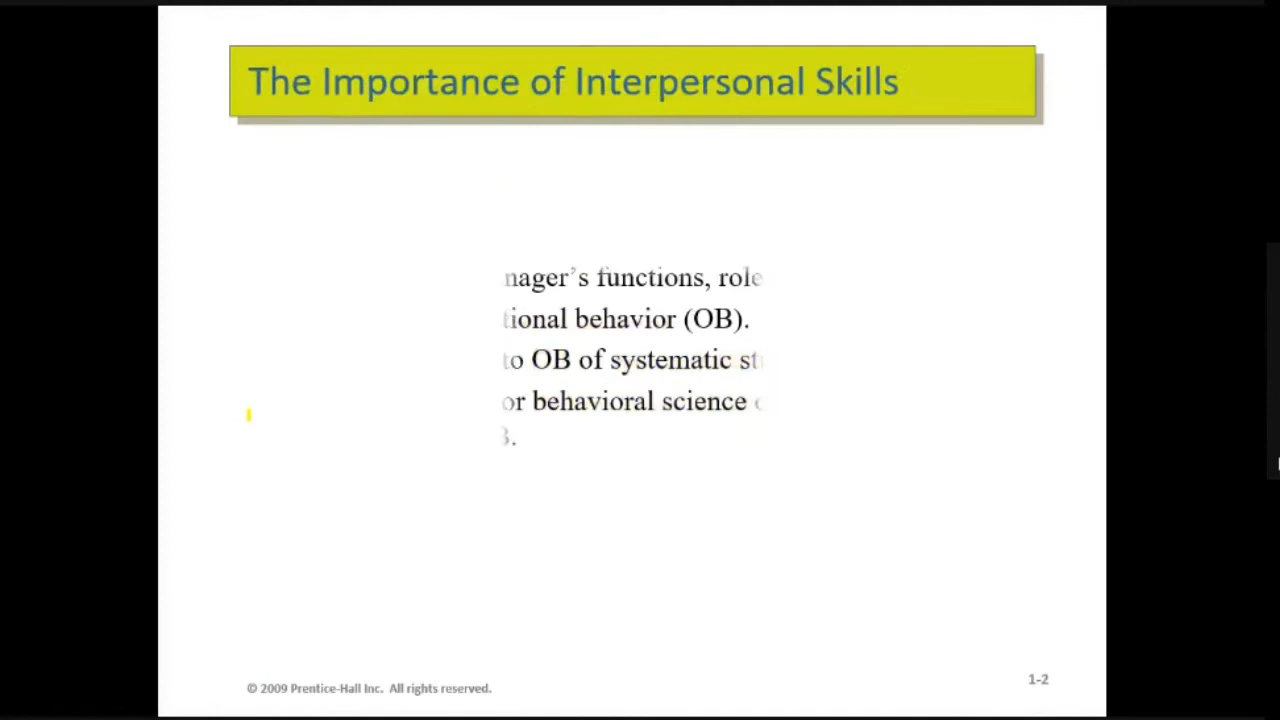 The Importance of Interpersonal Skills
nager's functions, role
tional behavior (OB).
to OB of systematic st
or behavioral science
© 2009 Prentice-Hall Inc. All rights reserved.
1-2